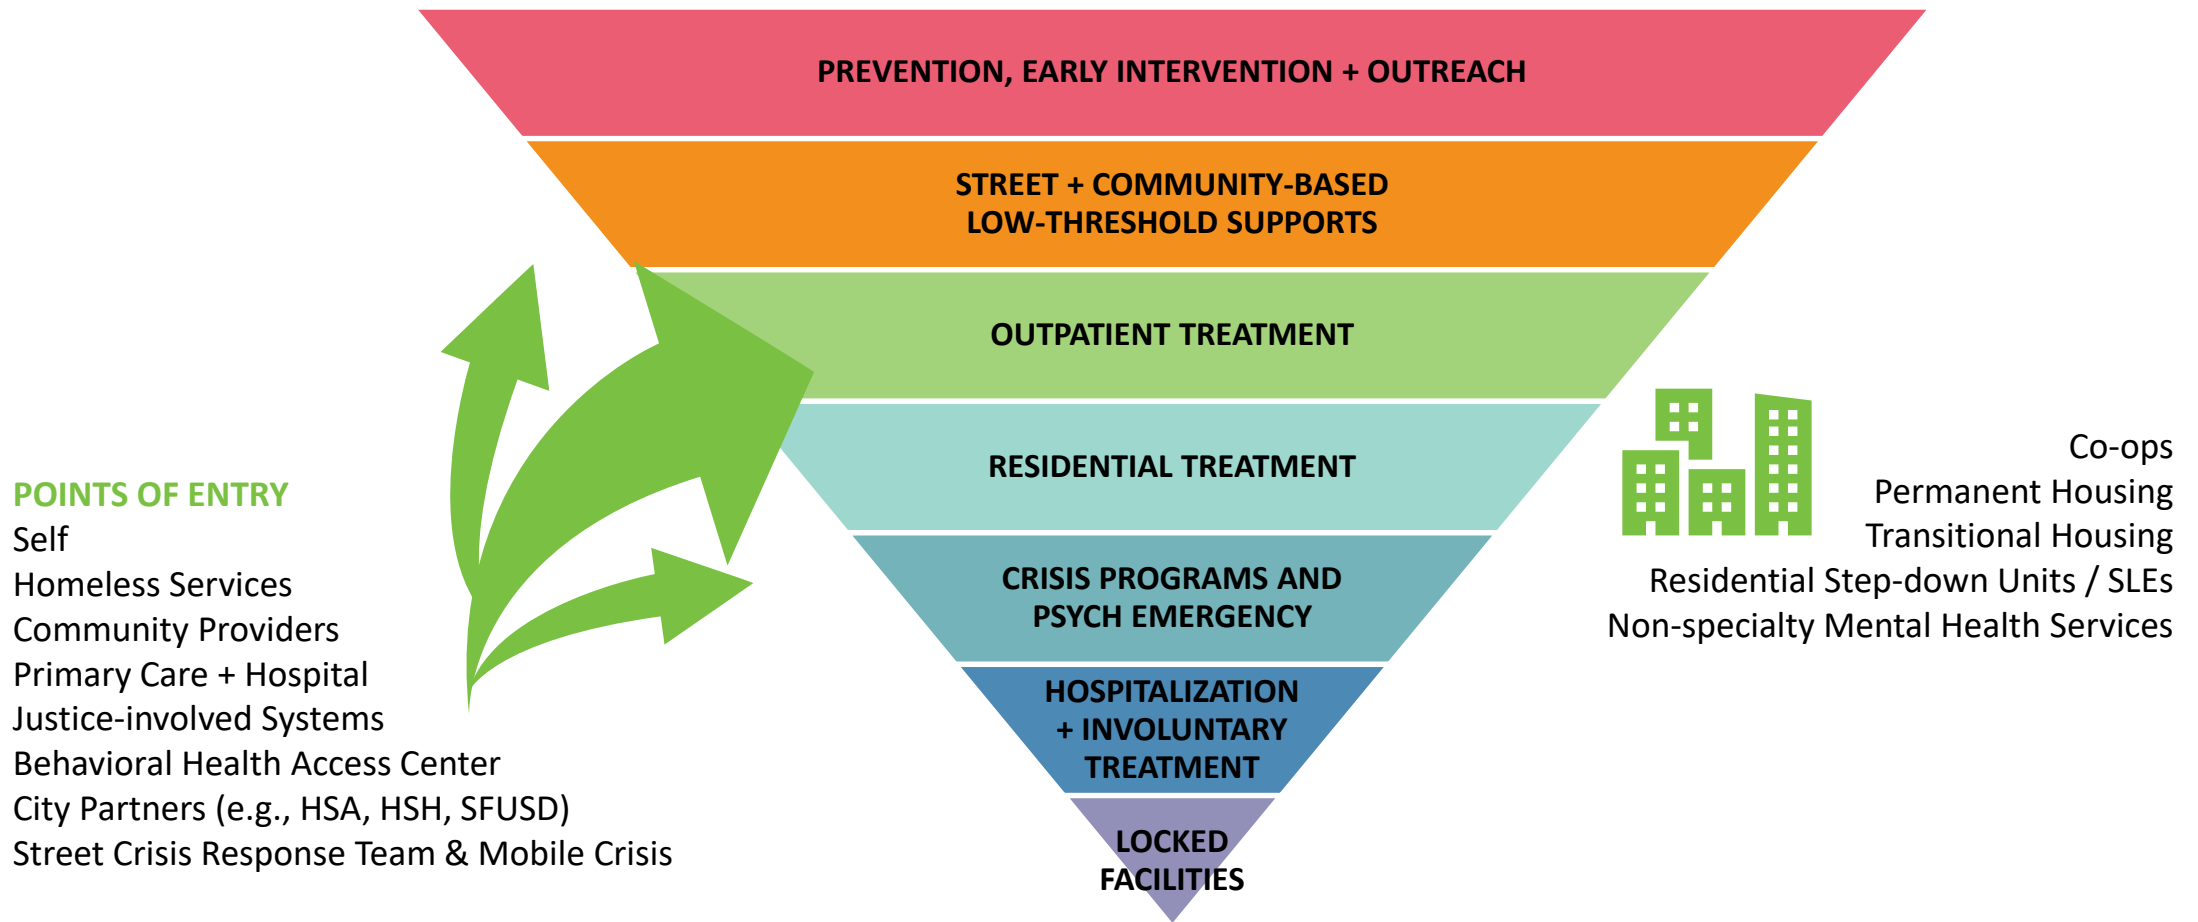 PREVENTION, EARLY INTERVENTION + OUTREACH
STREET + COMMUNITY-BASED
LOW-THRESHOLD SUPPORTS
OUTPATIENT TREATMENT
RESIDENTIAL TREATMENT
CRISIS PROGRAMS AND
PSYCH EMERGENCY
HOSPITALIZATION
+ INVOLUNTARY
TREATMENT
LOCKED
FACILITIES
POINTS OF ENTRY
Self
Homeless Services
Community Providers
Primary Care + Hospital
Justice-involved Systems
Behavioral Health Access Center
City Partners (e.g., HSA, HSH, SFUSD)
Street Crisis Response Team & Mobile Crisis
Co-ops
Permanent Housing
Transitional Housing
Residential Step-down Units / SLEs
Non-specialty Mental Health Services